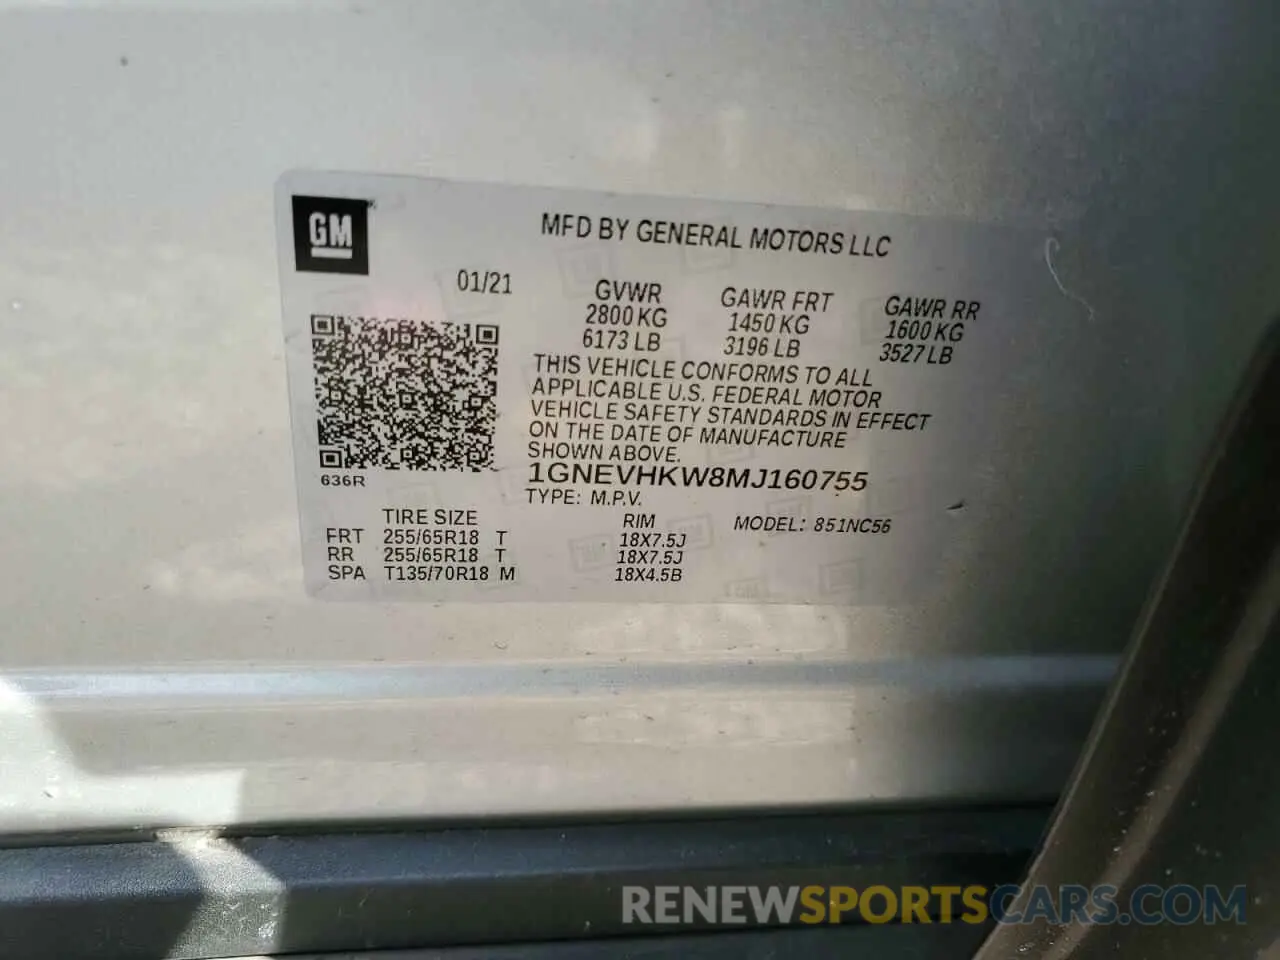 GM
MFD BY GENERAL MOTORS LLC
01/21
GVWR GAWR FRT GAWR RR
2800 KG 1450 KG 1600 KG
6173 LB 3196 LB 3527 LB
THIS VEHICLE CONFORMS TO ALL
APPLICABLE U.S. FEDERAL MOTOR
VEHICLE SAFETY STANDARDS IN EFFECT
ON THE DATE OF MANUFACTURE
SHOWN ABOVE.
1GNEVHKW8MJ160755
636R
TYPE: M.P.V.
TIRE SIZE RIM MODEL: 851NC56
FRT 255/65R18 T 18X7.5J
RR 255/65R18 T 18X7.5J
SPA T135/70R18 M 18X4.5B
RENEWSPORTSCARS.COM